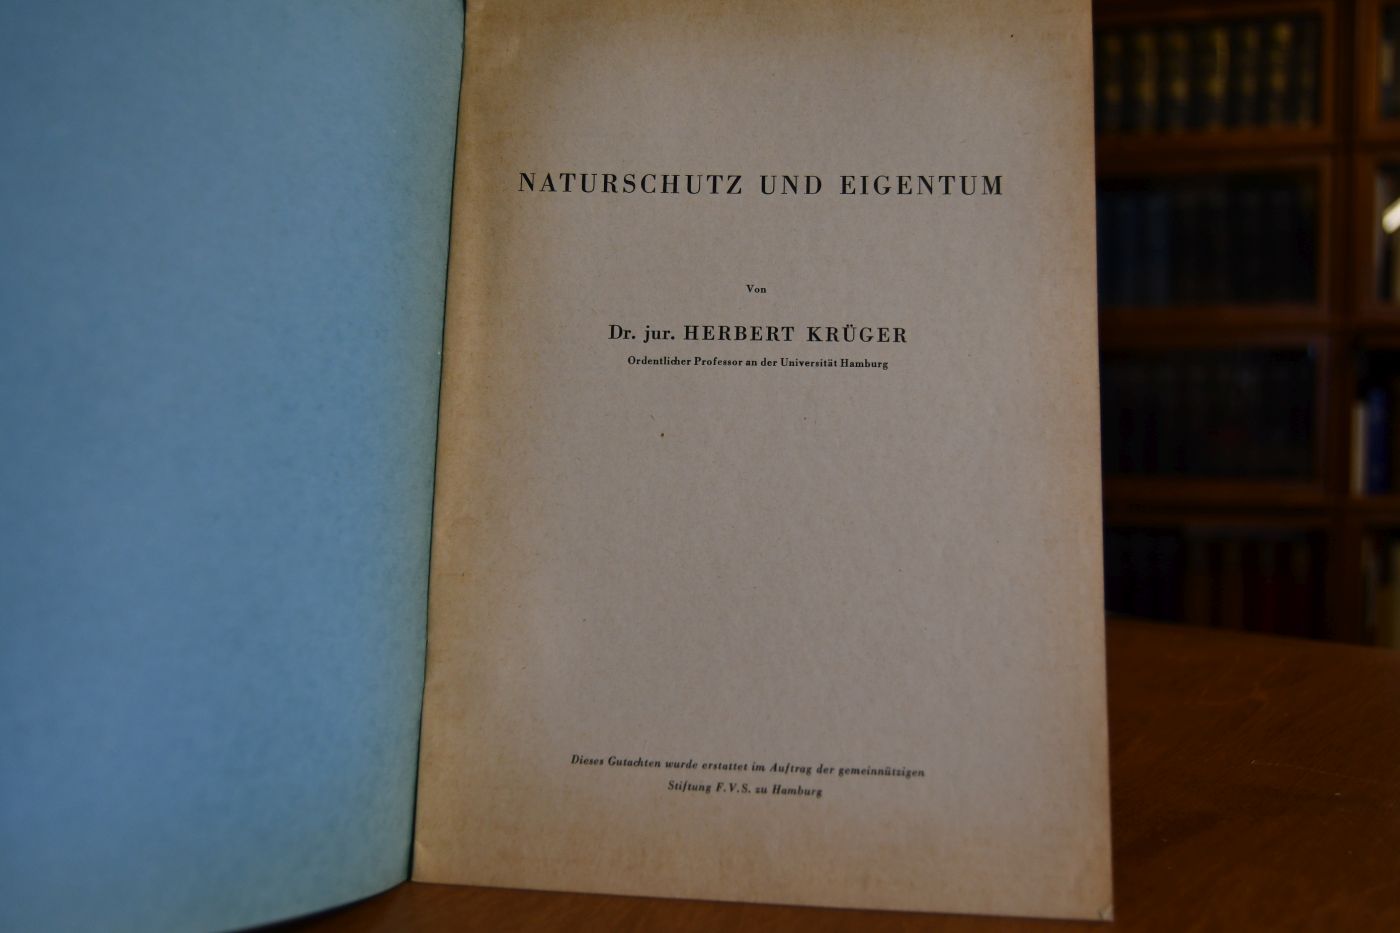 NATURSCHUTZ UND EIGENTUM
Von
Dr. jur. HERBERT KRÜGER
Ordentlicher Professor an der Universität Hamburg
Dieses Gutachten wurde erstattet im Auftrag der gemeinnützigen
Stiftung F.V.S. zu Hamburg